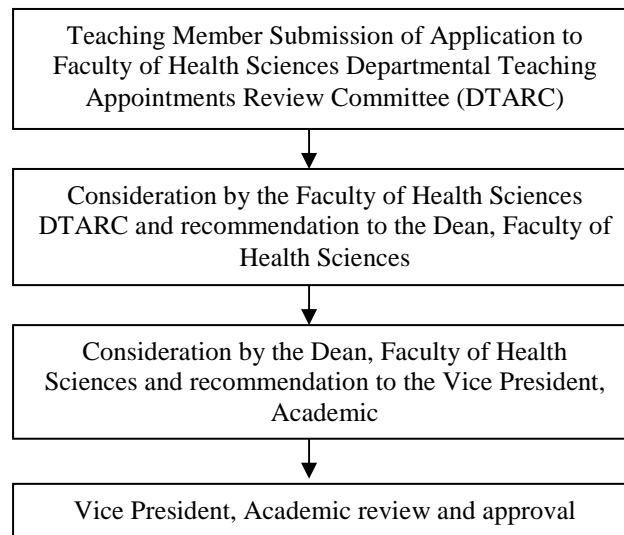 Teaching Member Submission of Application to
Faculty of Health Sciences Departmental Teaching
Appointments Review Committee (DTARC)
Consideration by the Faculty of Health Sciences
DTARC and recommendation to the Dean, Faculty of
Health Sciences
Consideration by the Dean, Faculty of Health
Sciences and recommendation to the Vice President,
Academic
Vice President, Academic review and approval